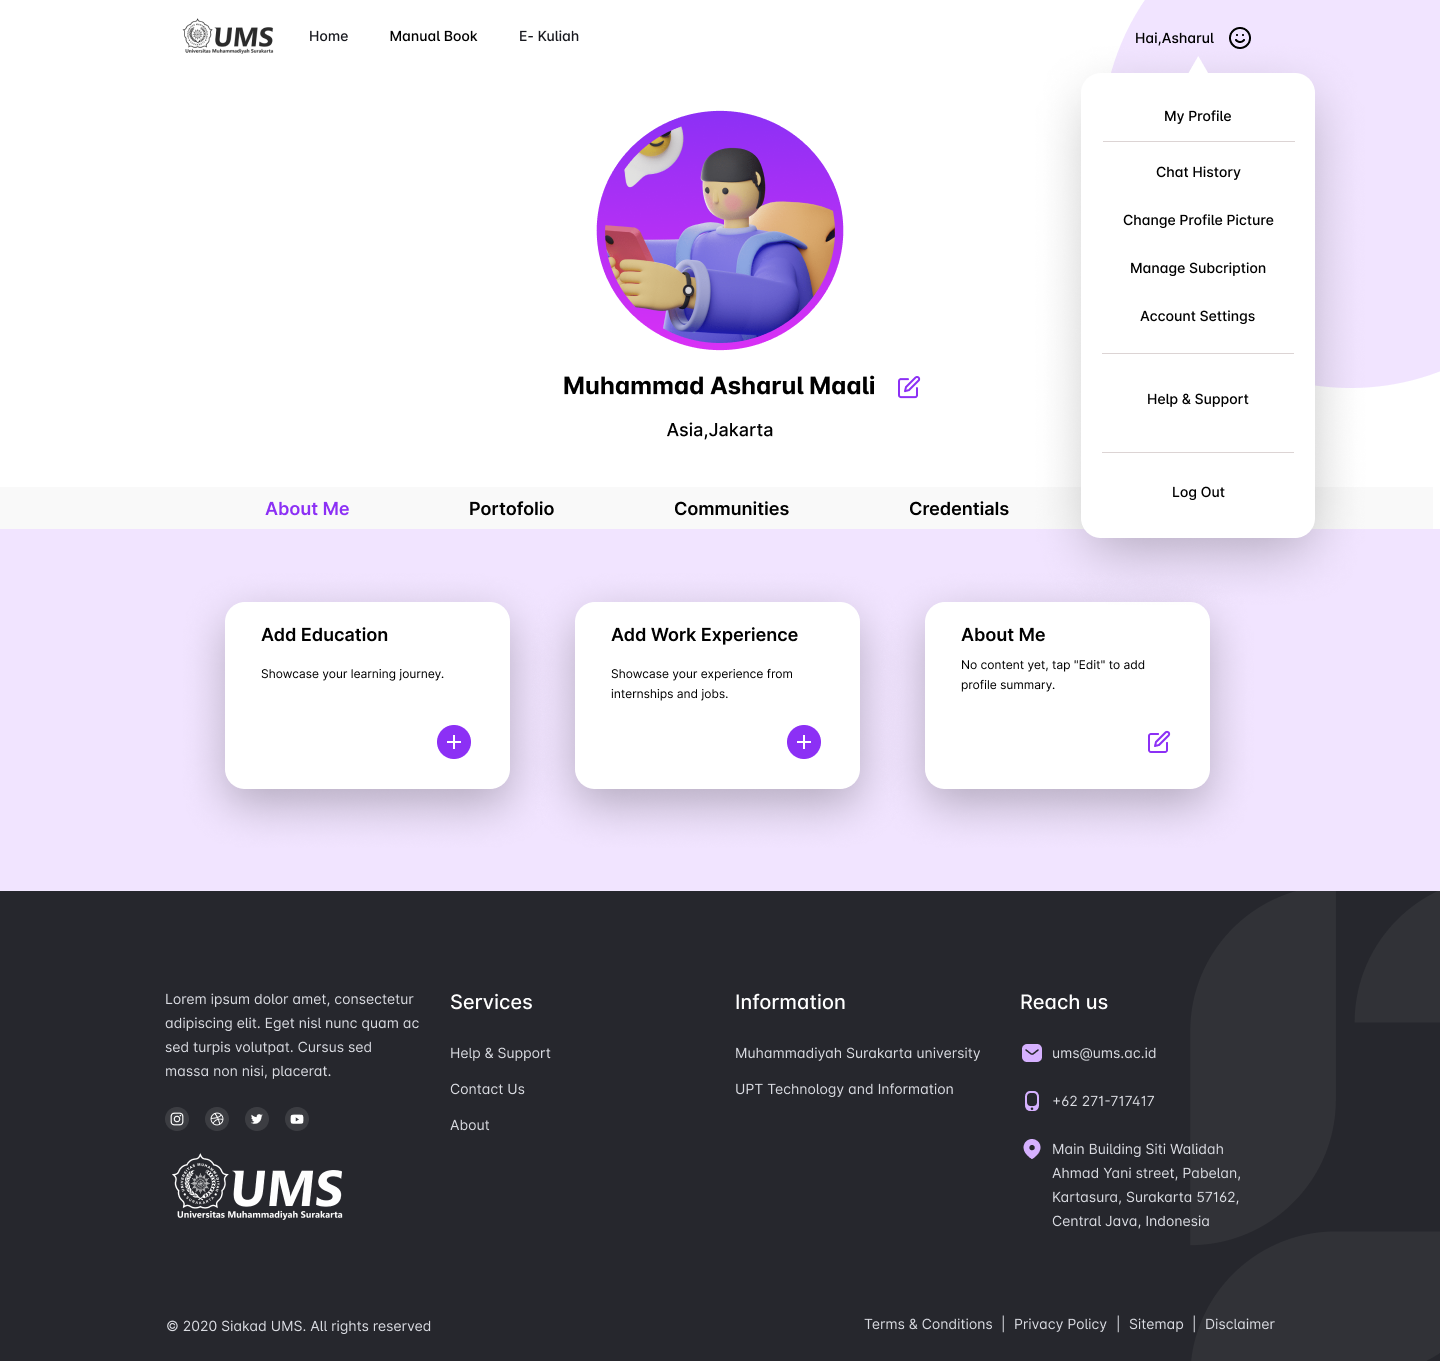 UMS
Universitas Muhammadiyah Surakarta
Home
Manual Book
E- Kuliah
Hai,Asharul
My Profile
Chat History
Change Profile Picture
Manage Subcription
Account Settings
Help & Support
Log Out
Muhammad Asharul Maali
Asia,Jakarta
About Me
Portofolio
Communities
Credentials
Add Education
Showcase your learning journey.
Add Work Experience
Showcase your experience from
internships and jobs.
About Me
No content yet, tap "Edit" to add
profile summary.
Lorem ipsum dolor amet, consectetur
adipiscing elit. Eget nisl nunc quam ac
sed turpis volutpat. Cursus sed
massa non nisi, placerat.
UMS
Universitas Muhammadiyah Surakarta
Services
Help & Support
Contact Us
About
Information
Muhammadiyah Surakarta university
UPT Technology and Information
Reach us
ums@ums.ac.id
+62 271-717417
Main Building Siti Walidah
Ahmad Yani street, Pabelan,
Kartasura, Surakarta 57162,
Central Java, Indonesia
© 2020 Siakad UMS. All rights reserved
Terms & Conditions | Privacy Policy | Sitemap | Disclaimer